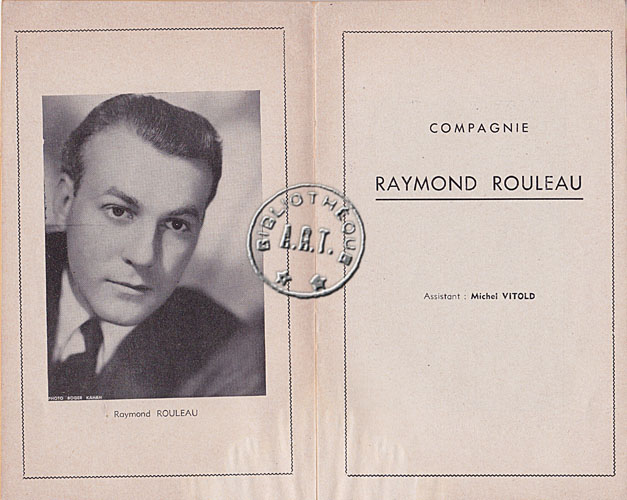 PHOTO ROGER KAHAN
Raymond ROULEAU
BIBLIOTHÈQUE
A.R.T.
COMPAGNIE
RAYMOND ROULEAU
Assistant : Michel VITOLD